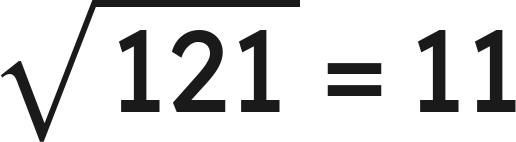 √121 = 11